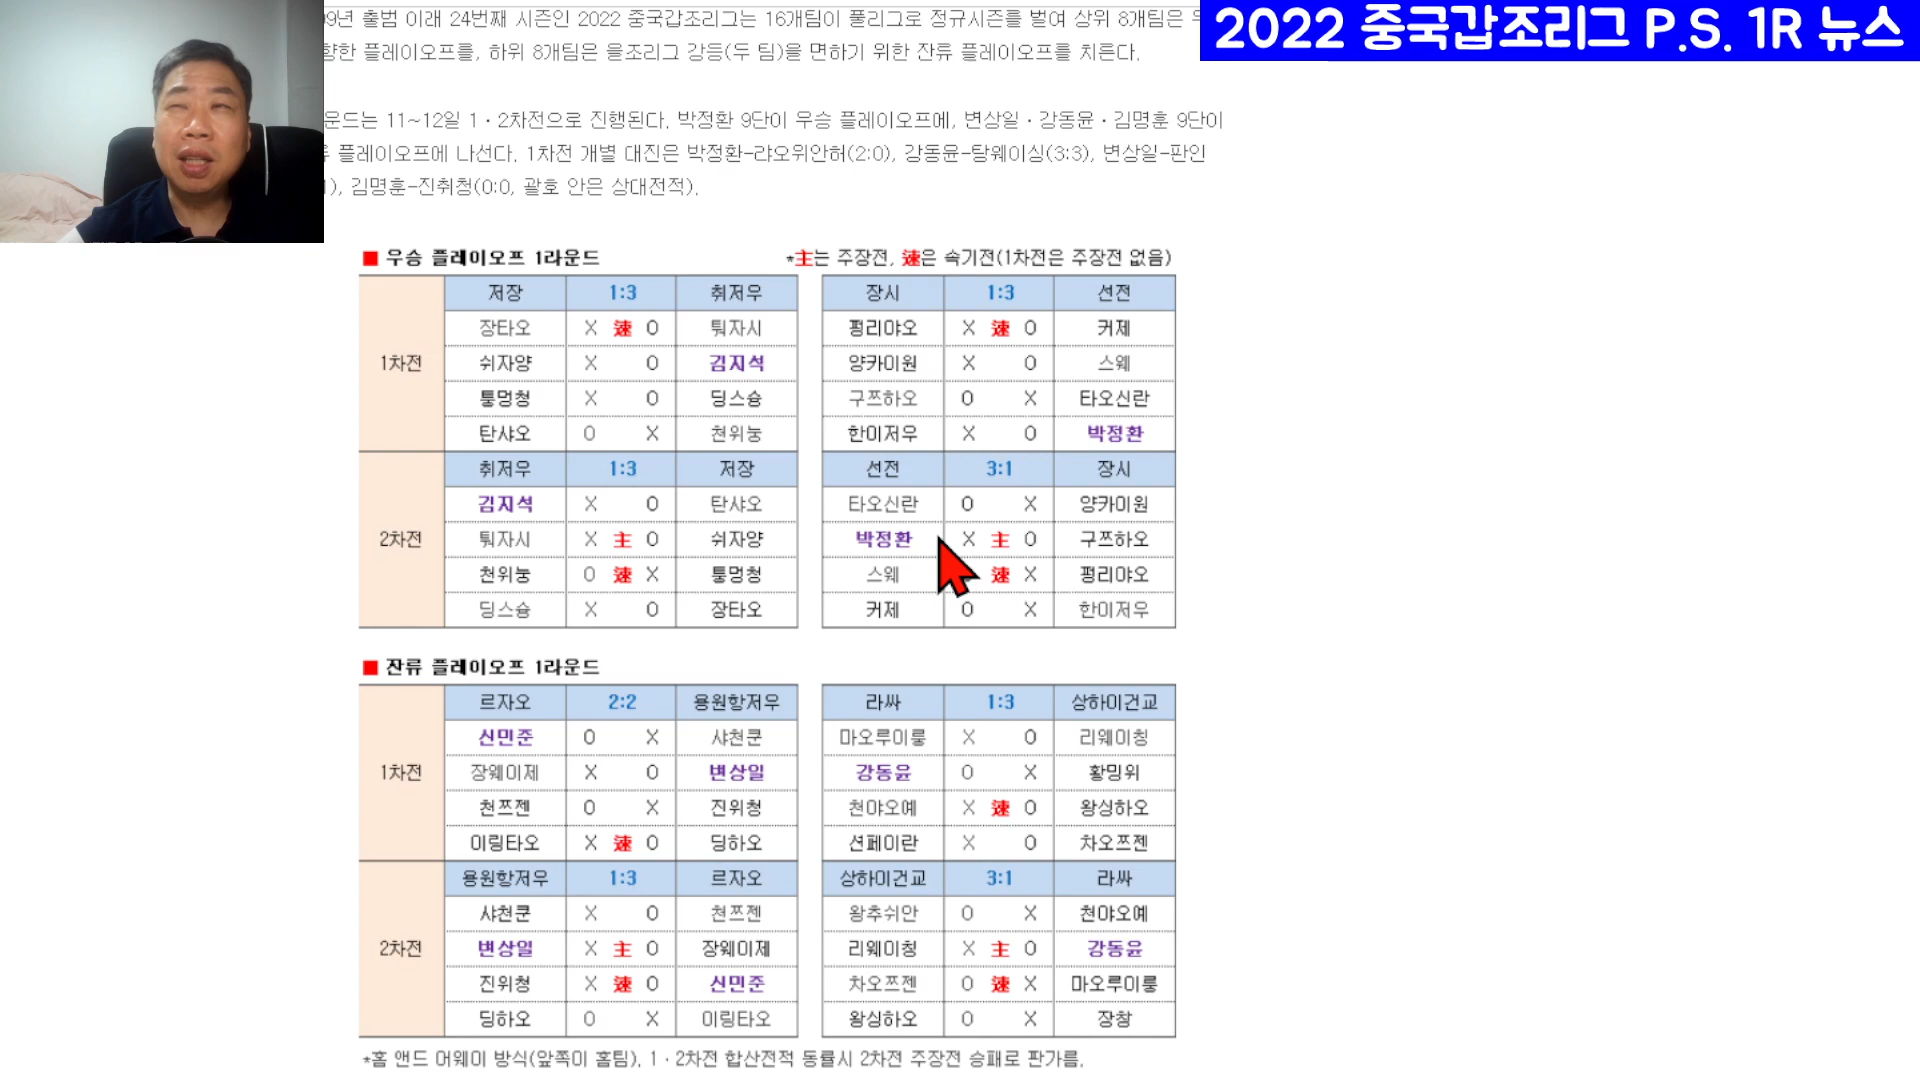 2022 중국갑조리그 P.S. 1R 뉴스
9년 출범 이래 24번째 시즌인 2022 중국갑조리그는 16개팀이 풀리그로 정규시즌을 벌여 상위 8개팀은
향한 플레이오프를, 하위 8개팀은 을조리그 강등(두 팀)을 면하기 위한 잔류 플레이오프를 치른다.
운드는 11~12일 1·2차전으로 진행된다. 박정환 9단이 우승 플레이오프에, 변상일·강동윤·김명훈 9단이
플레이오프에 나선다. 1차전 개별 대진은 박정환-랴오위안허(2:0), 강동윤-탕웨이싱(3:3), 변상일-판인
), 김명훈-진취청(0:0, 괄호 안은 상대전적).
■ 우승 플레이오프 1라운드 *主는 주장전, 速은 속기전(1차전은 주장전 없음)
저장 1:3 취저우 장시 1:3 선전
장타오 X 速 O 퉈자시 펑리야오 X 速 O 커제
1차전 쉬자양 X O 김지석 양카이원 X O 스웨
퉁멍청 X O 딩스슝 구쯔하오 O X 타오신란
탄샤오 O X 천위눙 한이저우 X O 박정환
취저우 1:3 저장 선전 3:1 장시
김지석 X O 탄샤오 타오신란 O X 양카이원
2차전 퉈자시 X 主 O 쉬자양 박정환 X 主 O 구쯔하오
천위눙 O 速 X 퉁멍청 스웨 速 X 펑리야오
딩스슝 X O 장타오 커제 O X 한이저우
■ 잔류 플레이오프 1라운드
르자오 2:2 용원항저우 라싸 1:3 상하이건교
신민준 O X 샤천쿤 마오루이룽 X O 리웨이칭
1차전 장웨이제 X O 변상일 강동윤 O X 황밍위
천쯔젠 O X 진위청 천야오예 X 速 O 왕싱하오
이링타오 X 速 O 딩하오 션페이란 X O 차오쯔젠
용원항저우 1:3 르자오 상하이건교 3:1 라싸
샤천쿤 X O 천쯔젠 왕추쉬안 O X 천야오예
2차전 변상일 X 主 O 장웨이제 리웨이칭 X 主 O 강동윤
진위청 X 速 O 신민준 차오쯔젠 O 速 X 마오루이룽
딩하오 O X 이링타오 왕싱하오 O X 장창
*홈 앤드 어웨이 방식(앞쪽이 홈팀), 1·2차전 합산전적 동률시 2차전 주장전 승패로 판가름.